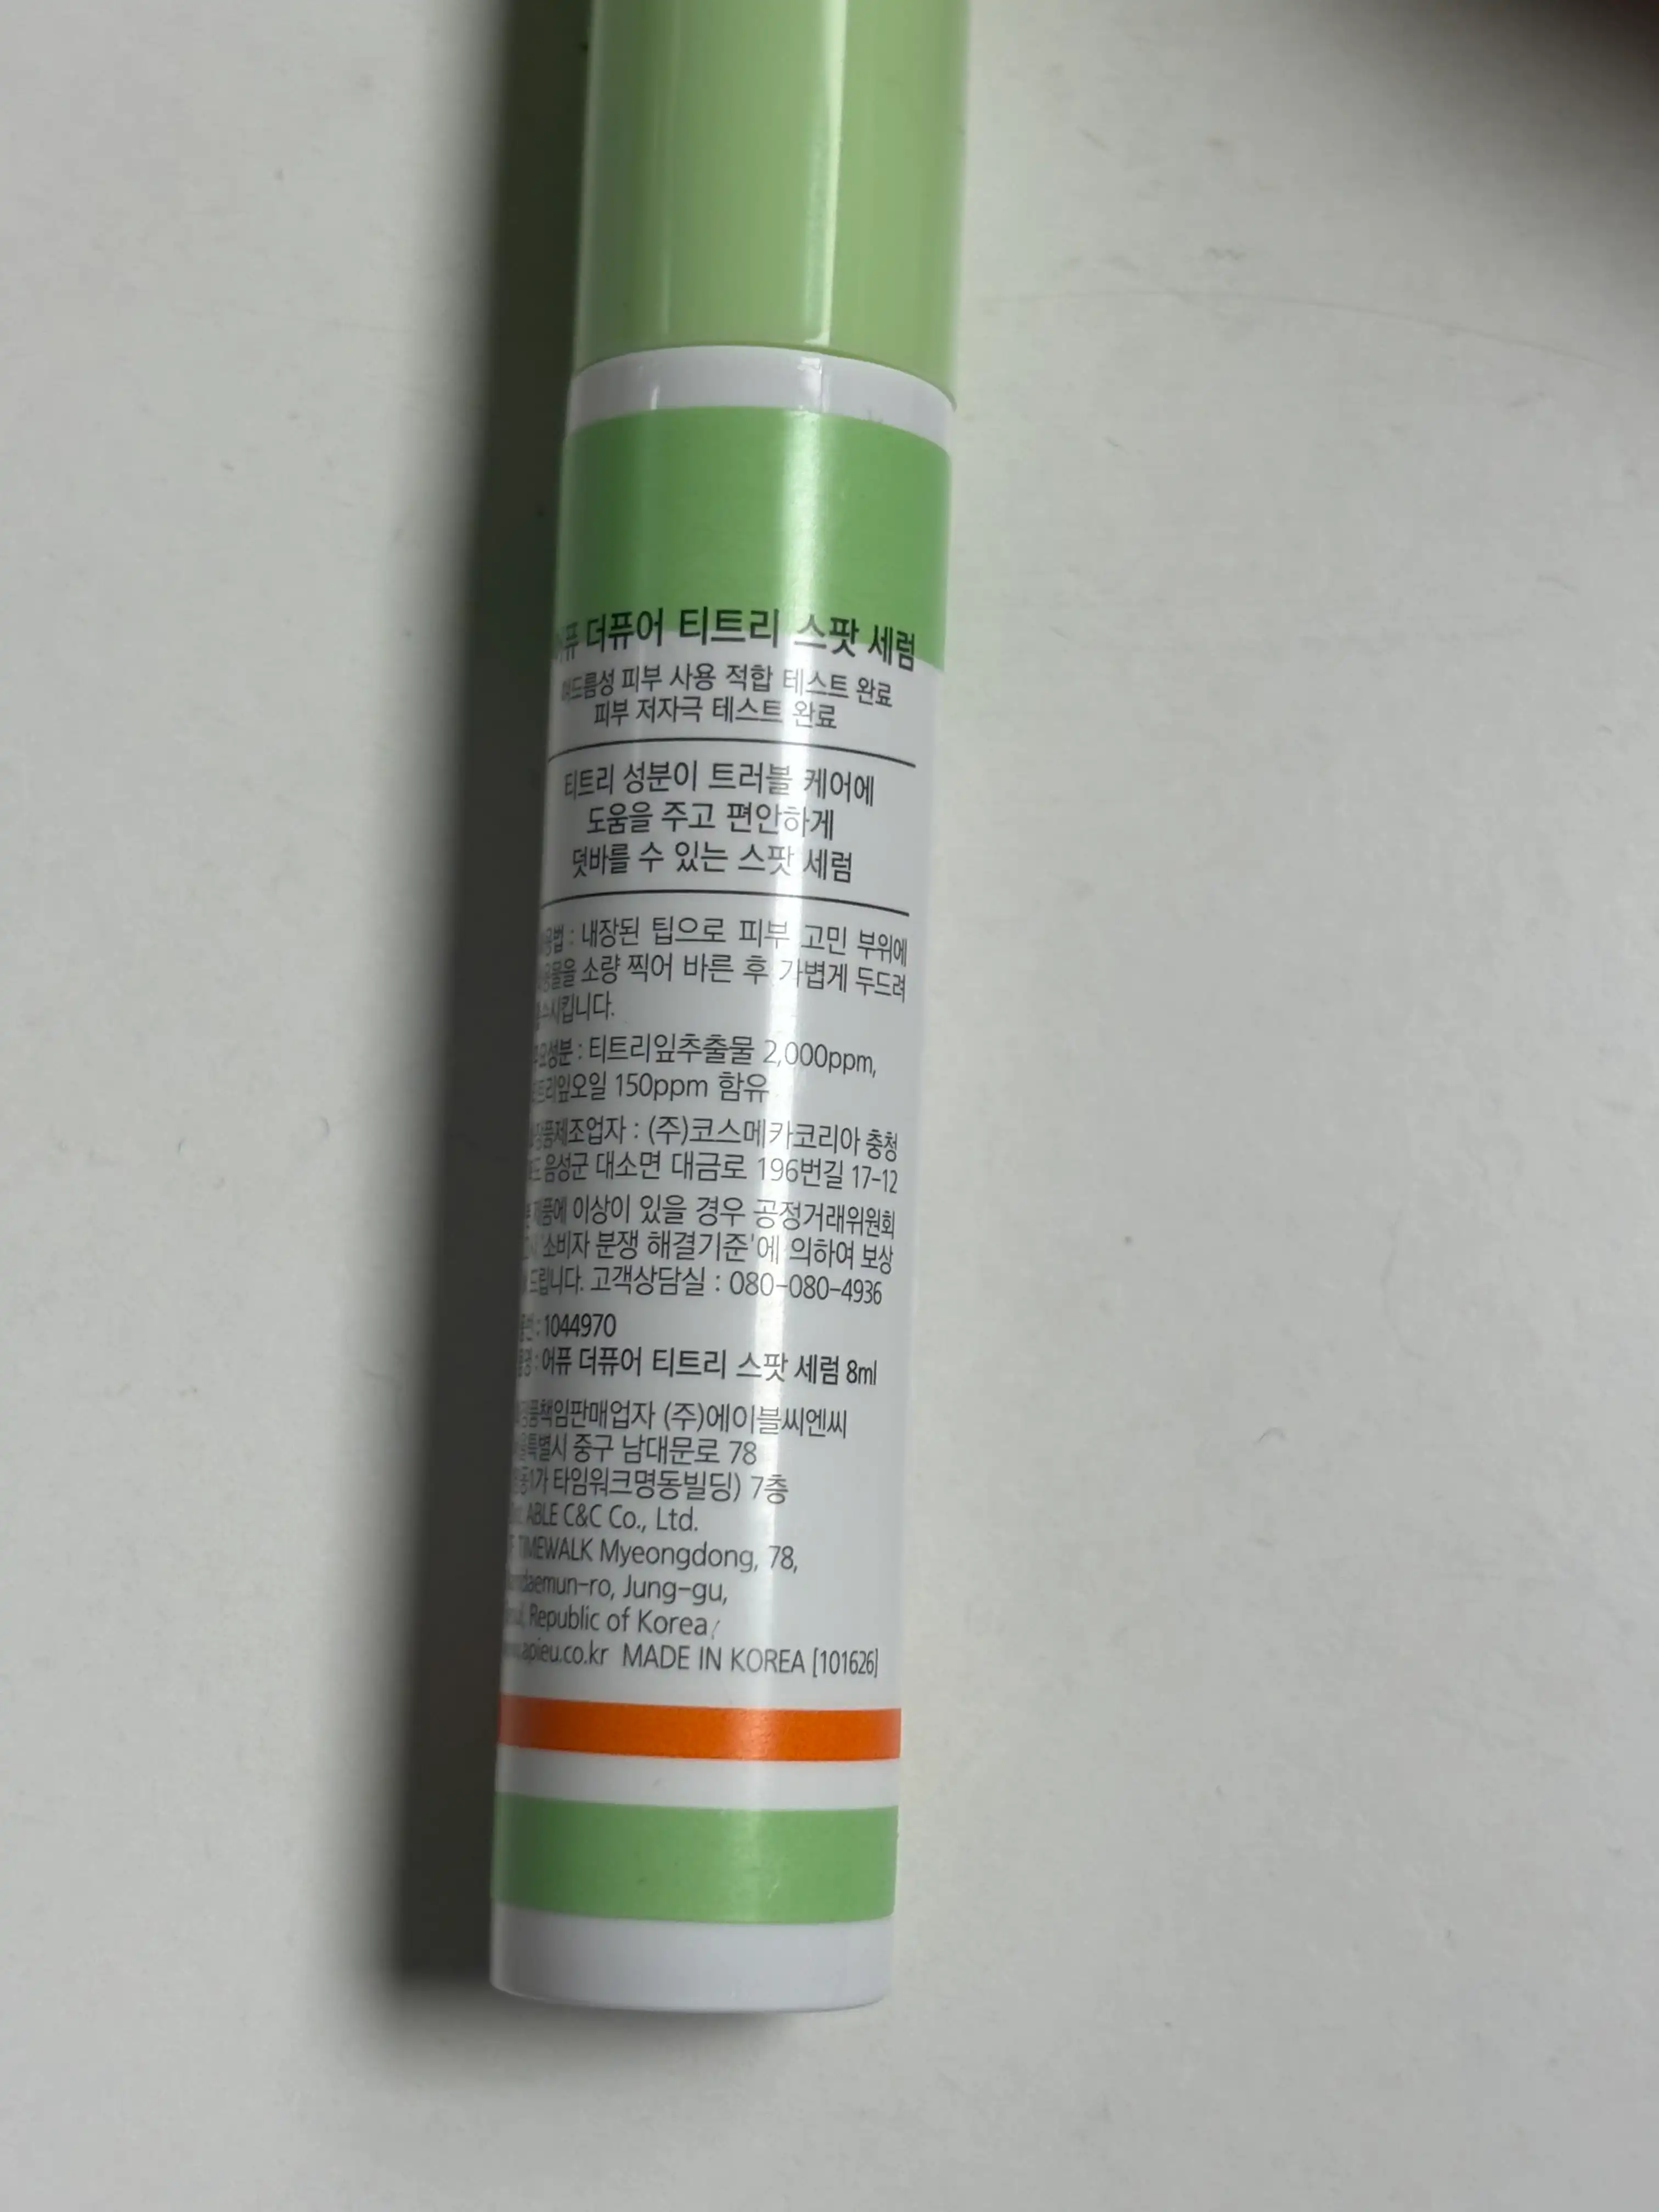 더퓨어 티트리 스팟 세럼
피부 사용 적합 테스트 완료
피부 저자극 테스트 완료
티트리 성분이 트러블 케어에
도움을 주고 편안하게
덧바를 수 있는 스팟 세럼
: 내장된 팁으로 피부 고민 부위에
소량 찍어 바른 후 가볍게 두드려
: 티트리잎추출물 2,000ppm,
150ppm 함유
: (주)코스메카코리아 충청
음성군 대소면 대금로 196번길 17-12
이상이 있을 경우 공정거래위원회
'소비자 분쟁 해결기준'에 의하여 보상
드립니다. 고객상담실 : 080-080-4936
: 1044970
: 어퓨 더퓨어 티트리 스팟 세럼 8ml
(주)에이블씨엔씨
중구 남대문로 78
타임워크명동빌딩) 7층
ABLE C&C Co., Ltd.
TIMEWALK Myeongdong, 78,
Jung-gu,
Republic of Korea
MADE IN KOREA [101626]